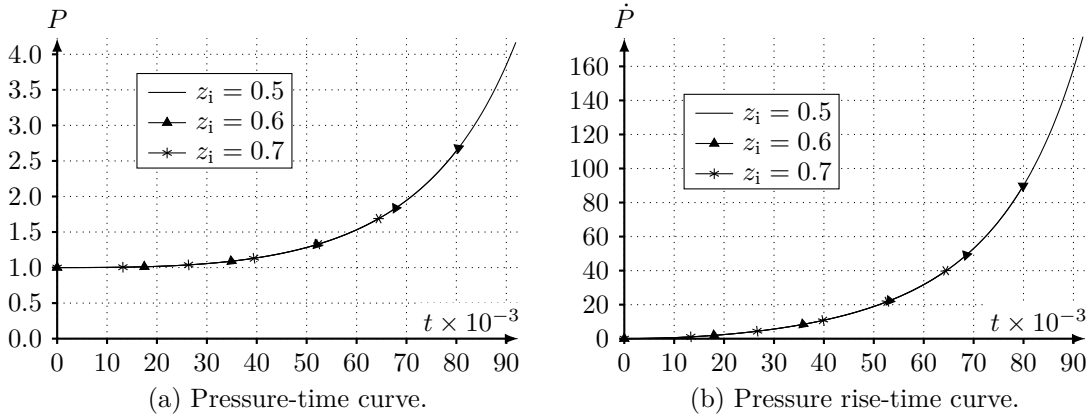 P
4.0
3.5
3.0
2.5
2.0
1.5
1.0
0.5
0.0
z_i = 0.5
z_i = 0.6
z_i = 0.7
t × 10^{-3}
0 10 20 30 40 50 60 70 80 90
(a) Pressure-time curve.
Ṗ
160
140
120
100
80
60
40
20
0
z_i = 0.5
z_i = 0.6
z_i = 0.7
t × 10^{-3}
0 10 20 30 40 50 60 70 80 90
(b) Pressure rise-time curve.